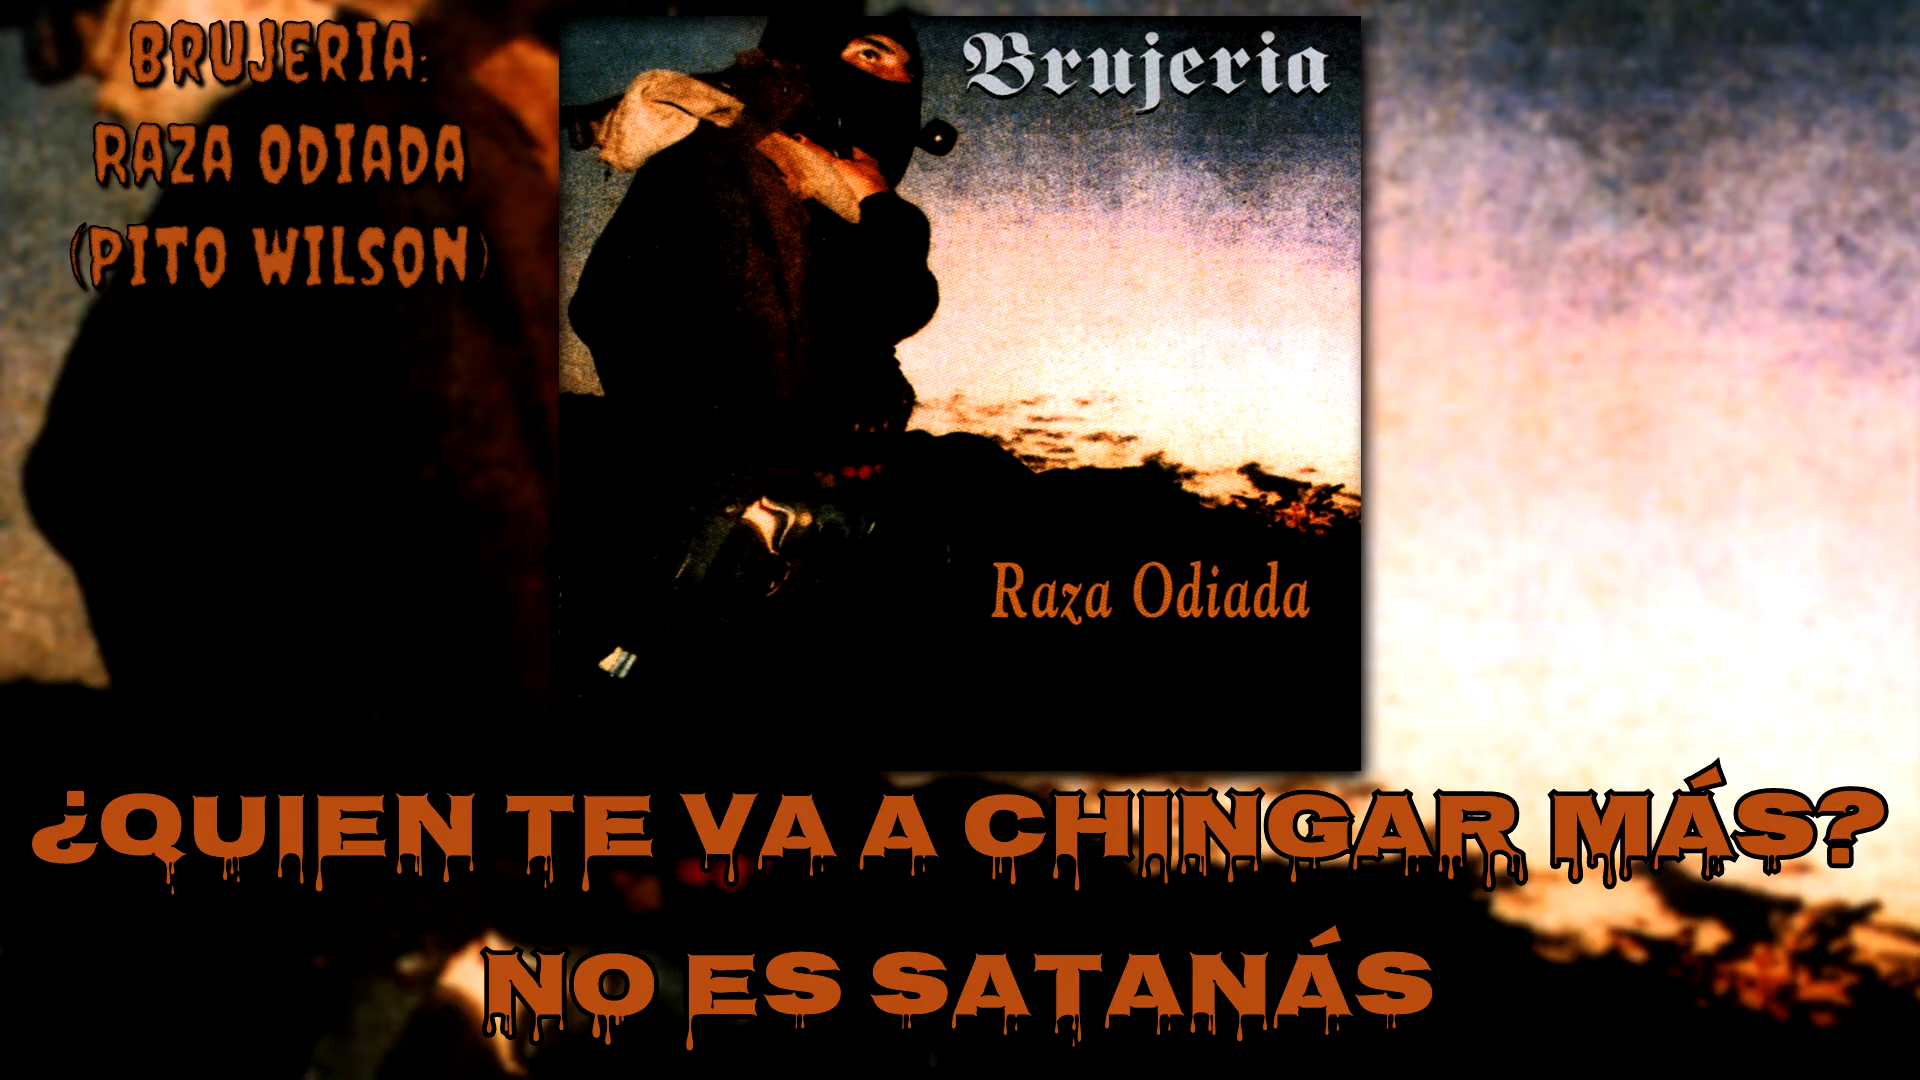 BRUJERIA:
RAZA ODIADA
(PITO WILSON)
Brujeria
Raza Odiada
¿QUIEN TE VA A CHINGAR MÁS?
NO ES SATANÁS